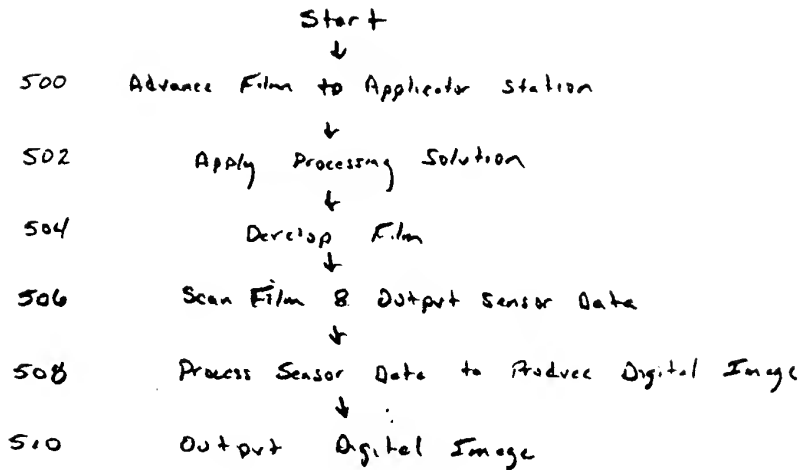 Start
500 Advance Film to Applicator Station
502 Apply Processing Solution
504 Develop Film
506 Scan Film & Output Sensor Data
508 Process Sensor Data to Produce Digital Image
510 Output Digital Image